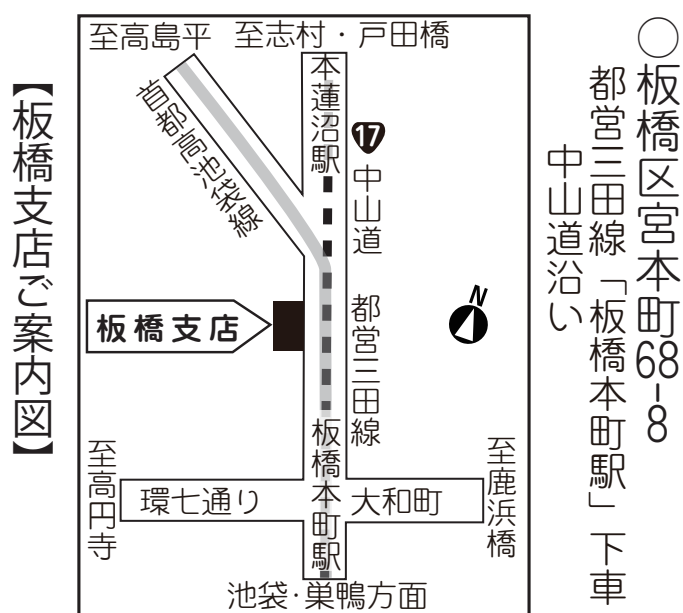 ○板橋区宮本町68-8
都営三田線「板橋本町駅」下車
中山道沿い
至高島平
至志村・戸田橋
本蓮沼駅
17
中山道
首都高池袋線
N
板橋支店
都営三田線
板橋本町駅
至高円寺
環七通り
大和町
至鹿浜橋
池袋・巣鴨方面
【板橋支店ご案内図】